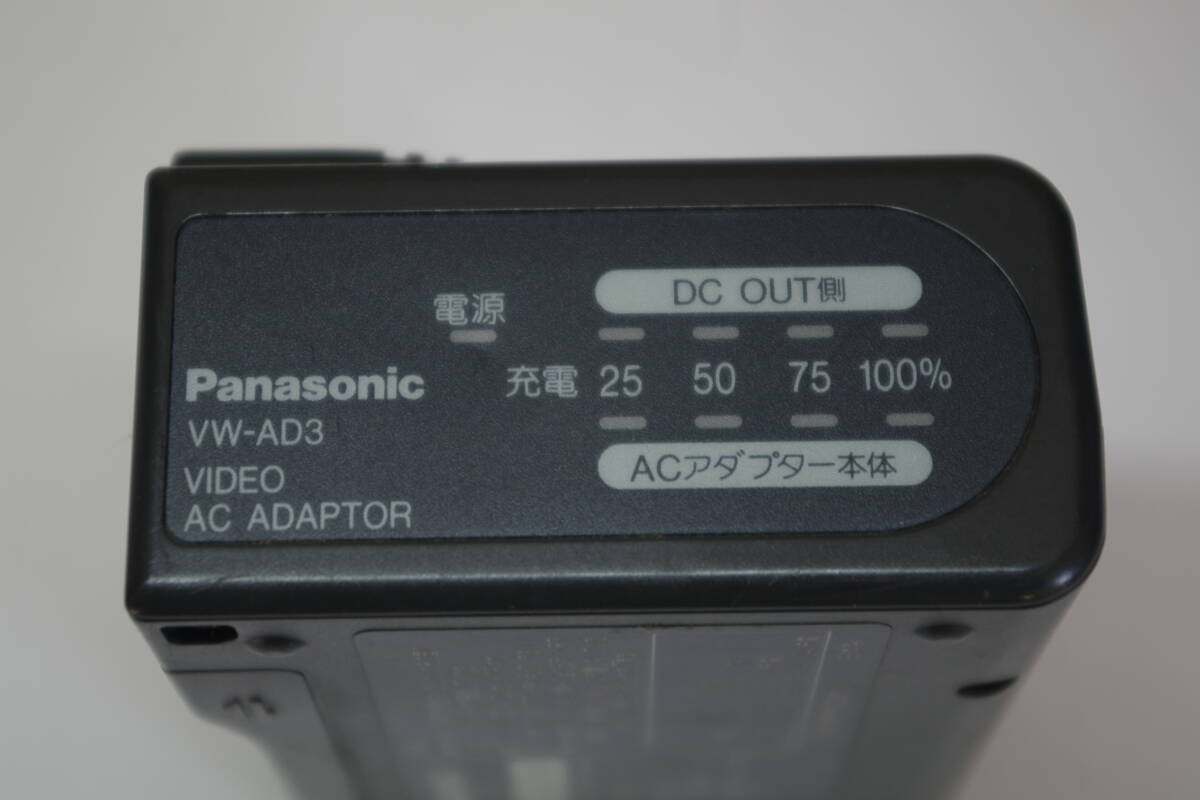 DC OUT側
電源
充電 25 50 75 100%
Panasonic
VW-AD3
ACアダプター本体
VIDEO
AC ADAPTOR